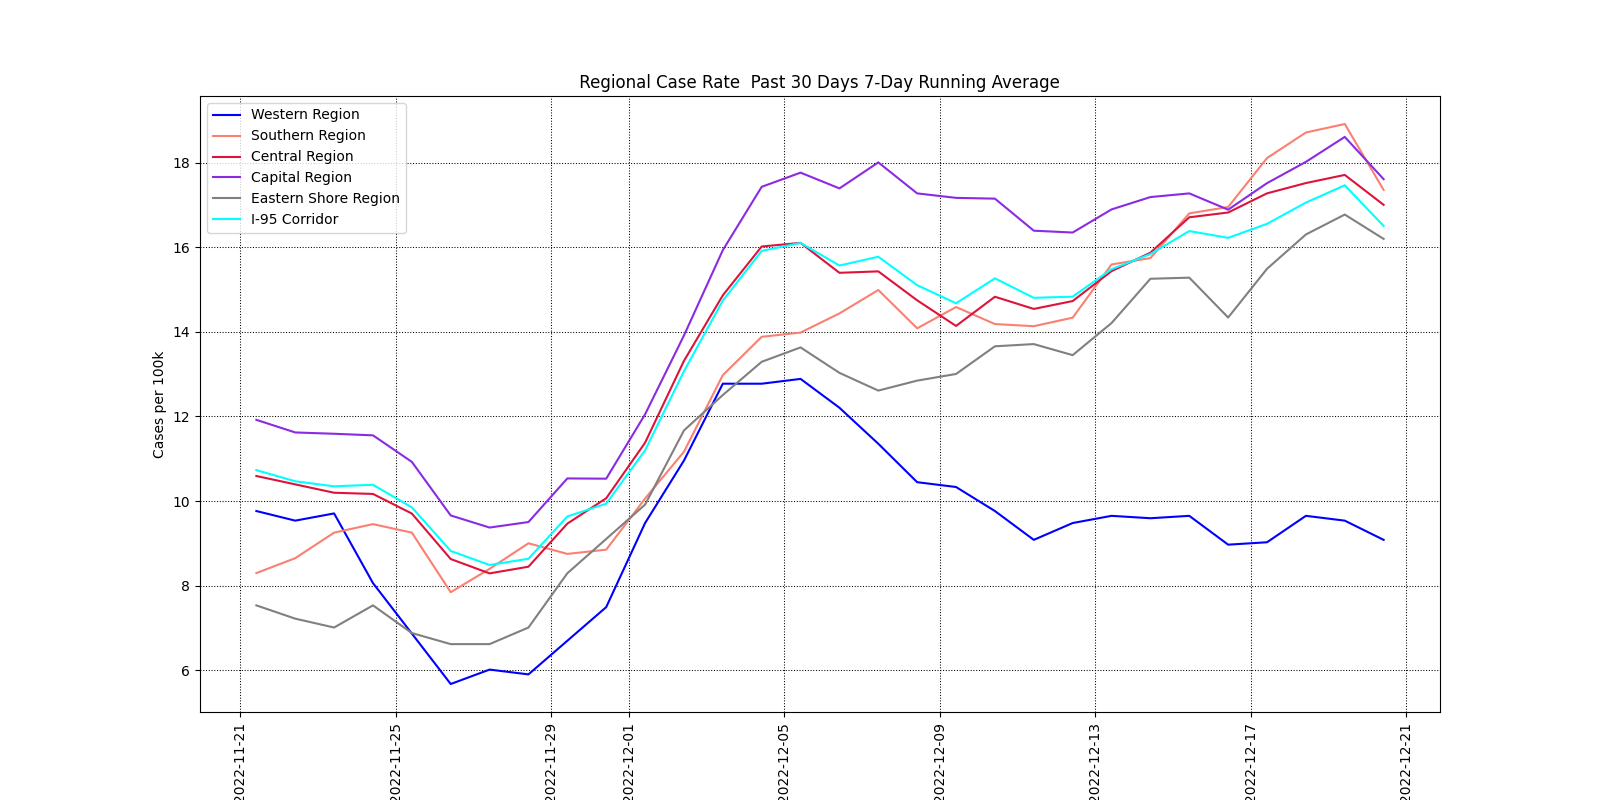 Regional Case Rate  Past 30 Days 7-Day Running Average
Western Region
Southern Region
Central Region
Capital Region
Eastern Shore Region
I-95 Corridor
Cases per 100k
18
16
14
12
10
8
6
2022-11-21
2022-11-25
2022-11-29
2022-12-01
2022-12-05
2022-12-09
2022-12-13
2022-12-17
2022-12-21